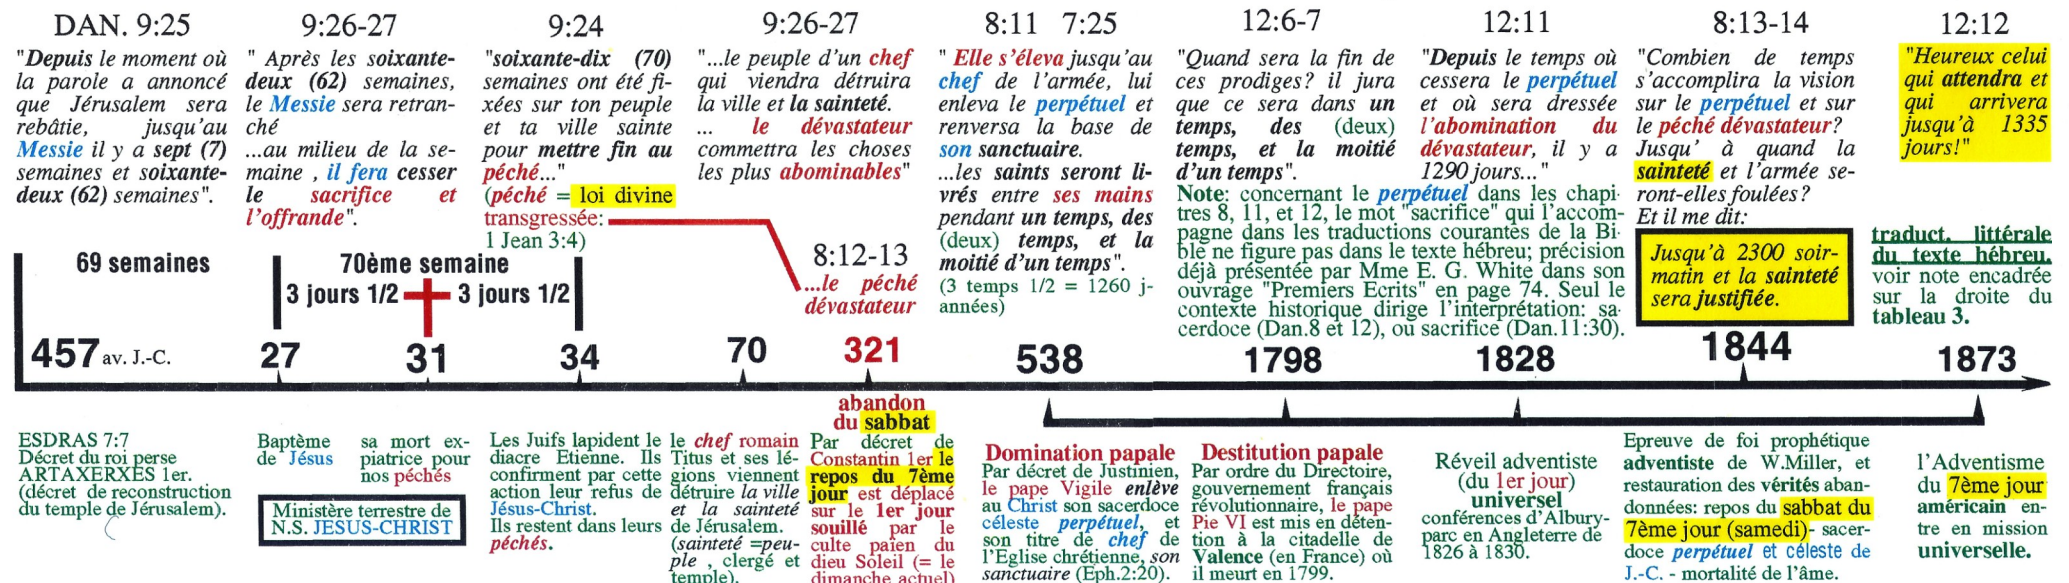 DAN. 9:25
"Depuis le moment où
la parole a annoncé
que Jérusalem sera
rebâtie, jusqu'au
Messie il y a sept (7)
semaines et soixante-
deux (62) semaines".
9:26-27
" Après les soixante-
deux (62) semaines,
le Messie sera retran-
ché
...au milieu de la se-
maine , il fera cesser
le sacrifice et
l'offrande".
9:24
"soixante-dix (70)
semaines ont été fi-
xées sur ton peuple
et ta ville sainte
pour mettre fin au
péché..."
(péché = loi divine
transgressée:
1 Jean 3:4)
9:26-27
"...le peuple d'un chef
qui viendra détruira
la ville et la sainteté.
... le dévastateur
commettra les choses
les plus abominables"
8:12-13
...le péché
dévastateur
8:11 7:25
" Elle s'éleva jusqu'au
chef de l'armée, lui
enleva le perpétuel et
renversa la base de
son sanctuaire.
...les saints seront li-
vrés entre ses mains
pendant un temps, des
(deux) temps, et la
moitié d'un temps".
(3 temps 1/2 = 1260 j-
années)
12:6-7
"Quand sera la fin de
ces prodiges? il jura
que ce sera dans un
temps, des (deux)
temps, et la moitié
d'un temps".
12:11
"Depuis le temps où
cessera le perpétuel
et où sera dressée
l'abomination du
dévastateur, il y a
1290 jours..."
Note: concernant le perpétuel dans les chapi-
tres 8, 11, et 12, le mot "sacrifice" qui l'accom-
pagne dans les traductions courantes de la Bi-
ble ne figure pas dans le texte hébreu; précision
déjà présentée par Mme E. G. White dans son
ouvrage "Premiers Ecrits" en page 74. Seul le
contexte historique dirige l'interprétation: sa-
cerdoce (Dan.8 et 12), ou sacrifice (Dan.11:30).
8:13-14
"Combien de temps
s'accomplira la vision
sur le perpétuel et sur
le péché dévastateur?
Jusqu' à quand la
sainteté et l'armée se-
ront-elles foulées?
Et il me dit:
Jusqu'à 2300 soir-
matin et la sainteté
sera justifiée.
12:12
"Heureux celui
qui attendra et
qui arrivera
jusqu'à 1335
jours!"
traduct. littérale
du texte hébreu.
voir note encadrée
sur la droite du
tableau 3.
69 semaines
70ème semaine
3 jours 1/2 3 jours 1/2
457 av. J.-C. 27 31 34 70 321 538 1798 1828 1844 1873
ESDRAS 7:7
Décret du roi perse
ARTAXERXÈS 1er.
(décret de reconstruction
du temple de Jérusalem).
Baptème
de Jésus
sa mort ex-
piatrice pour
nos péchés
Ministère terrestre de
N.S. JESUS-CHRIST
Les Juifs lapident le
diacre Etienne. Ils
confirment par cette
action leur refus de
Jésus-Christ.
Ils restent dans leurs
péchés.
le chef romain
Titus et ses lé-
gions viennent
détruire la ville
et la sainteté
de Jérusalem.
(sainteté =peu-
ple , clergé et
temple).
abandon
du sabbat
Par décret de
Constantin 1er le
repos du 7ème
jour est déplacé
sur le 1er jour
souillé par le
culte païen du
dieu Soleil (= le
dimanche actuel)
Domination papale
Par décret de Justinien,
le pape Vigile enlève
au Christ son sacerdoce
céleste perpétuel, et
son titre de chef de
l'Eglise chrétienne, son
sanctuaire (Eph.2:20).
Destitution papale
Par ordre du Directoire,
gouvernement français
révolutionnaire, le pape
Pie VI est mis en déten-
tion à la citadelle de
Valence (en France) où
il meurt en 1799.
Réveil adventiste
(du 1er jour)
universel
conférences d'Albury-
parc en Angleterre de
1826 à 1830.
Epreuve de foi prophétique
adventiste de W.Miller, et
restauration des vérités aban-
données: repos du sabbat du
7ème jour (samedi)- sacer-
doce perpétuel et céleste de
J.-C. - mortalité de l'âme.
l'Adventisme
du 7ème jour
américain en-
tre en mission
universelle.